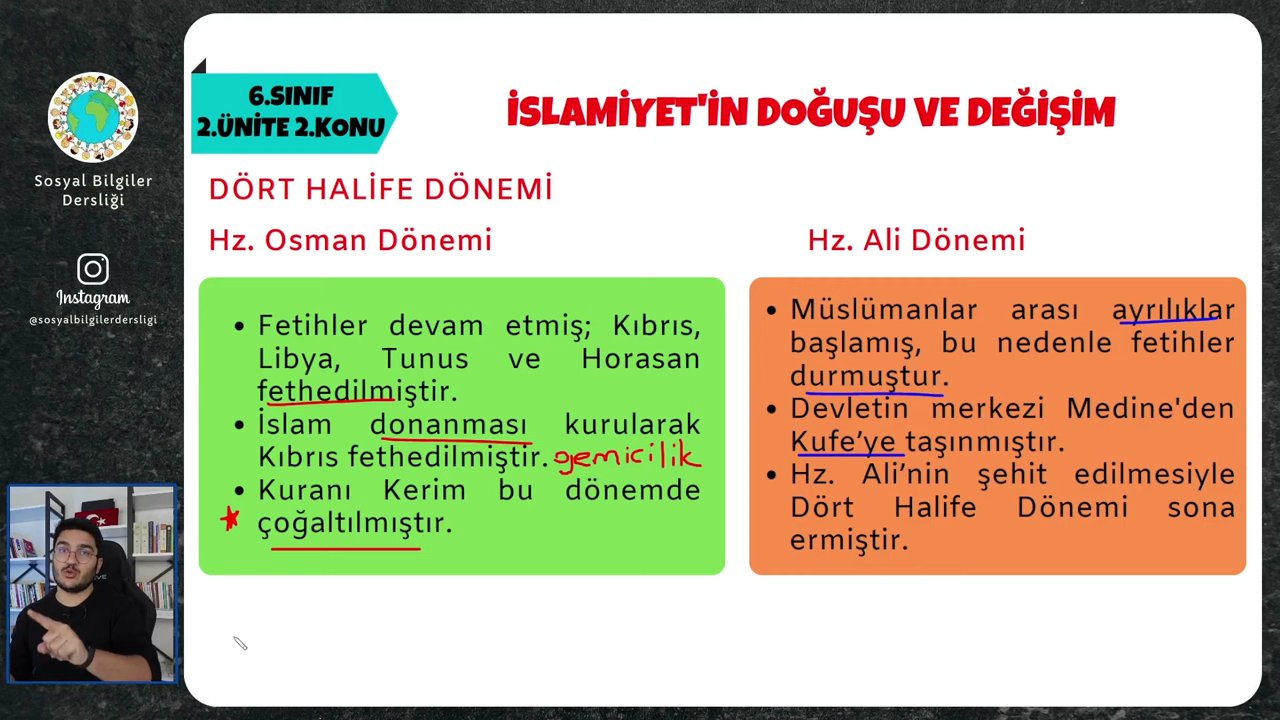 6.SINIF
2.ÜNİTE 2.KONU
İSLAMİYET'İN DOĞUŞU VE DEĞİŞİM
Sosyal Bilgiler
Dersliği
Instagram
@sosyalbilgilerdersligi
DÖRT HALİFE DÖNEMİ
Hz. Osman Dönemi
• Fetihler devam etmiş; Kıbrıs,
Libya, Tunus ve Horasan
fethedilmiştir.
• İslam donanması kurularak
Kıbrıs fethedilmiştir. gemicilik
• Kuranı Kerim bu dönemde
çoğaltılmıştır.
Hz. Ali Dönemi
• Müslümanlar arası ayrılıklar
başlamış, bu nedenle fetihler
durmuştur.
• Devletin merkezi Medine'den
Kufe’ye taşınmıştır.
• Hz. Ali’nin şehit edilmesiyle
Dört Halife Dönemi sona
ermiştir.